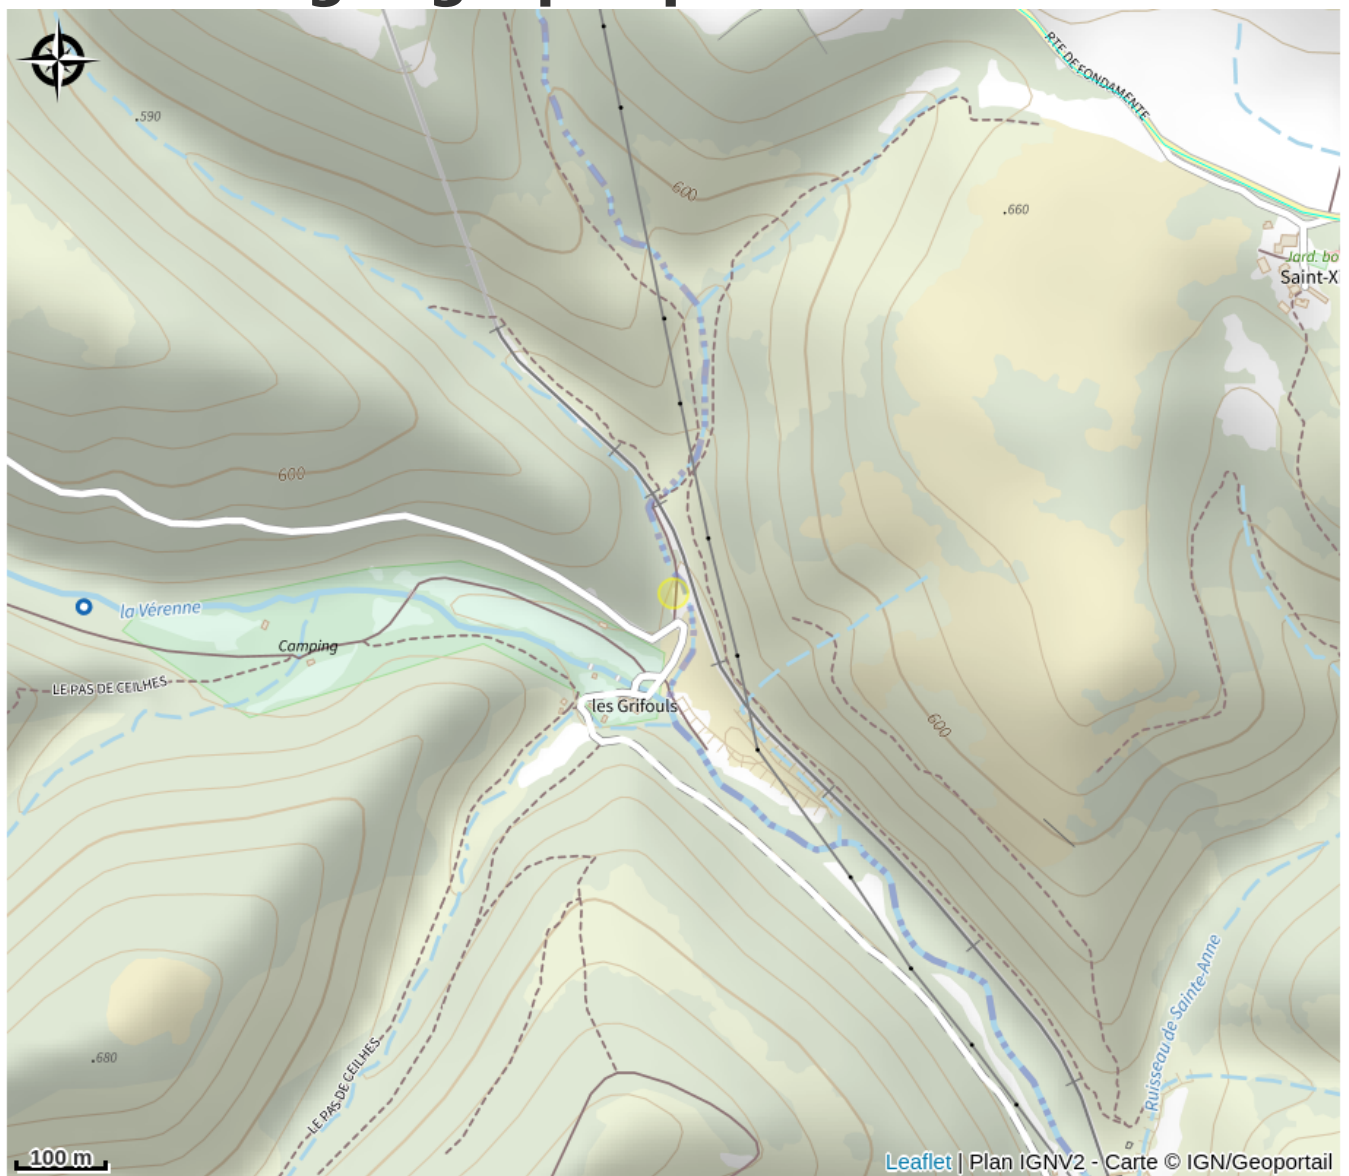 RTE DE FONDAMENTE
.590
600
.660
Jard. bo
Saint-X
600
la Vérenne
Camping
LE PAS DE CEILHES
les Grifouls
600
.680
LE PAS DE CEILHES
Ruisseau de Sainte-Anne
100 m
Leaflet | Plan IGNV2 - Carte © IGN/Geoportail